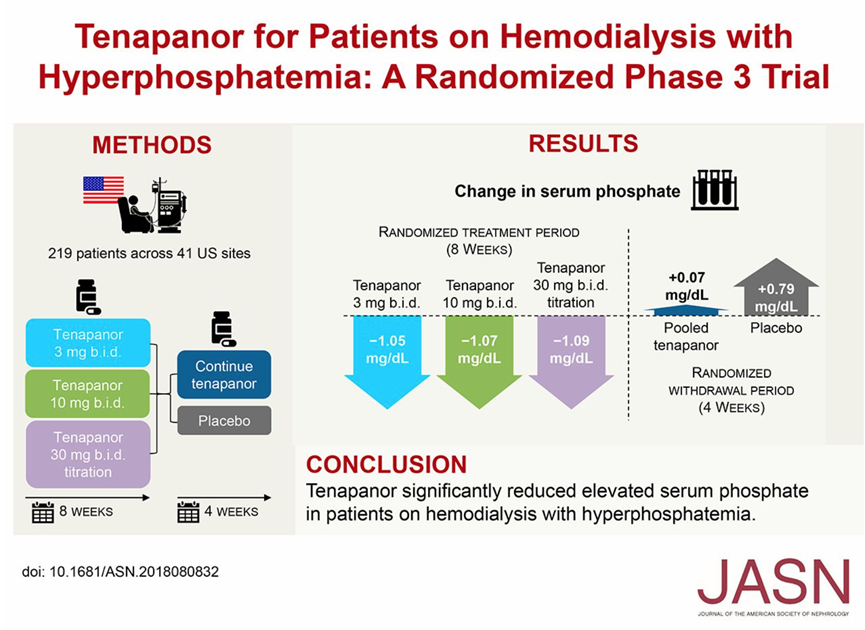 Tenapanor for Patients on Hemodialysis with
Hyperphosphatemia: A Randomized Phase 3 Trial
METHODS
219 patients across 41 US sites
Tenapanor
3 mg b.i.d.
Tenapanor
10 mg b.i.d.
Tenapanor
30 mg b.i.d.
titration
Continue
tenapanor
Placebo
8 WEEKS
4 WEEKS
RESULTS
Change in serum phosphate
RANDOMIZED TREATMENT PERIOD
(8 WEEKS)
Tenapanor
3 mg b.i.d.
Tenapanor
10 mg b.i.d.
Tenapanor
30 mg b.i.d.
titration
−1.05
mg/dL
−1.07
mg/dL
−1.09
mg/dL
+0.07
mg/dL
+0.79
mg/dL
Pooled
tenapanor
Placebo
RANDOMIZED
WITHDRAWAL PERIOD
(4 WEEKS)
CONCLUSION
Tenapanor significantly reduced elevated serum phosphate
in patients on hemodialysis with hyperphosphatemia.
doi: 10.1681/ASN.2018080832
JASN
JOURNAL OF THE AMERICAN SOCIETY OF NEPHROLOGY